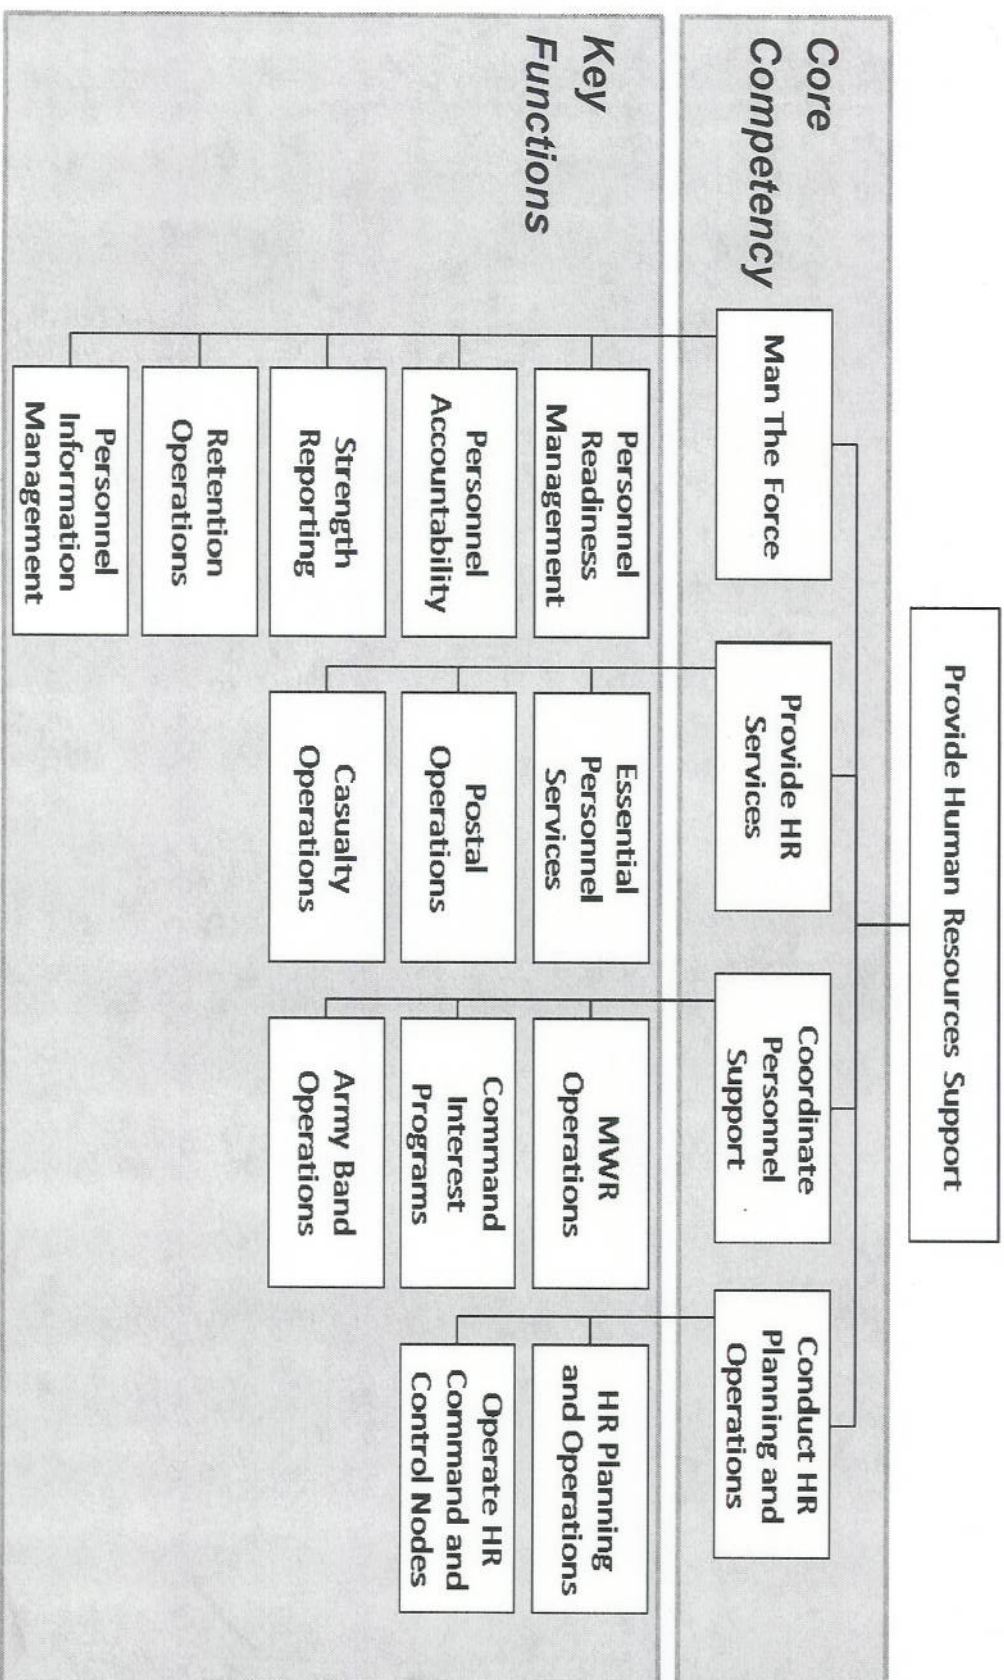 Provide Human Resources Support
Core
Competency
Man The Force
Provide HR
Services
Coordinate
Personnel
Support
Conduct HR
Planning and
Operations
Key
Functions
Personnel
Readiness
Management
Personnel
Accountability
Strength
Reporting
Retention
Operations
Personnel
Information
Management
Essential
Personnel
Services
Postal
Operations
Casualty
Operations
MWR
Operations
Command
Interest
Programs
Army Band
Operations
HR Planning
and Operations
Operate HR
Command and
Control Nodes